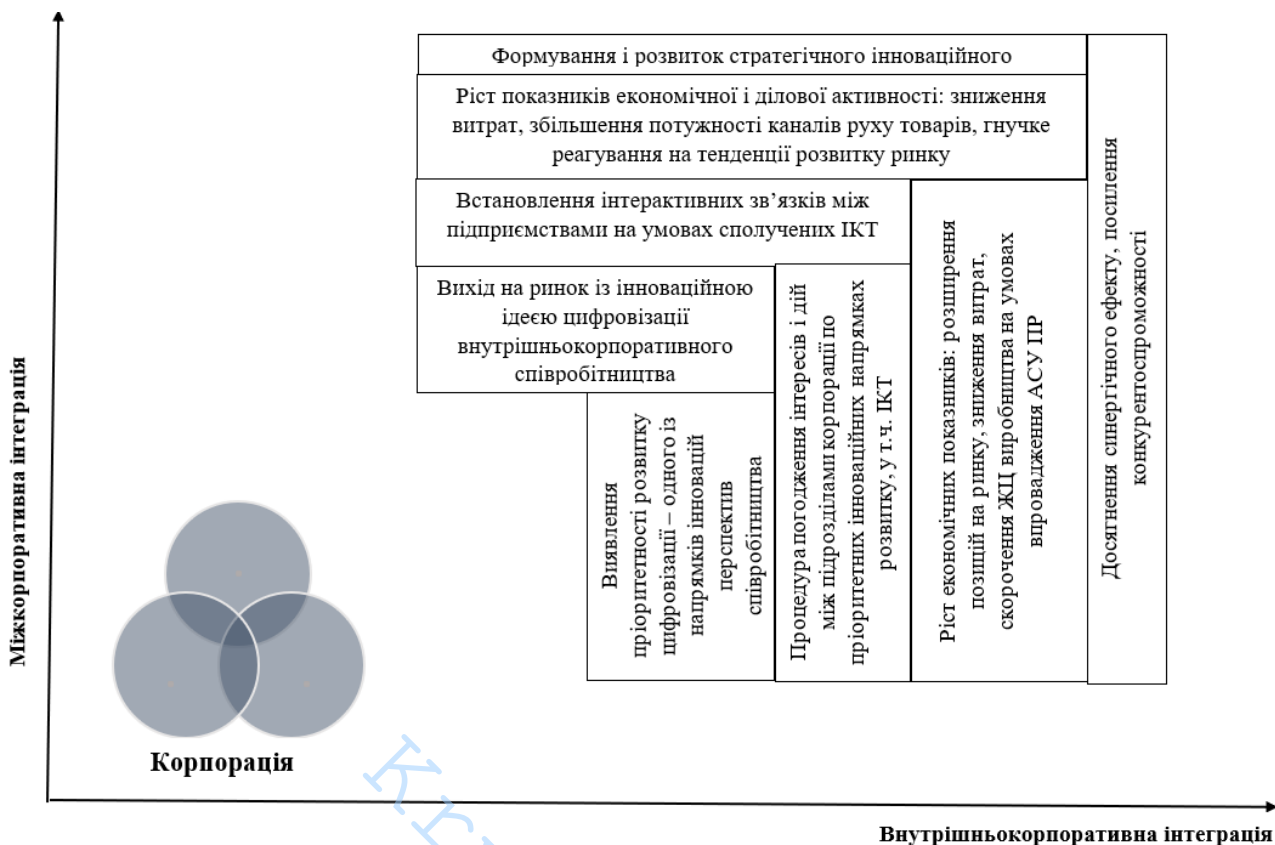 Формування і розвиток стратегічного інноваційного
Ріст показників економічної і ділової активності: зниження
витрат, збільшення потужності каналів руху товарів, гнучке
реагування на тенденції розвитку ринку
Встановлення інтерактивних зв’язків між
підприємствами на умовах сполучених ІКТ
Вихід на ринок із інноваційною
ідеєю цифровізації
внутрішньокорпоративного
співробітництва
Виявлення
пріоритетності розвитку
цифровізації – одного із
напрямків інновацій
перспектив
співробітництва
Процедура погодження інтересів і дій
між підрозділами корпорації по
пріоритетних інноваційних напрямках
розвитку, у т.ч. ІКТ
Ріст економічних показників: розширення
позицій на ринку, зниження витрат,
скорочення ЖЦ виробництва на умовах
впровадження АСУ ПР
Досягнення синергічного ефекту, посилення
конкурентоспроможності
Міжкорпоративна інтеграція
Корпорація
Внутрішньокорпоративна інтеграція